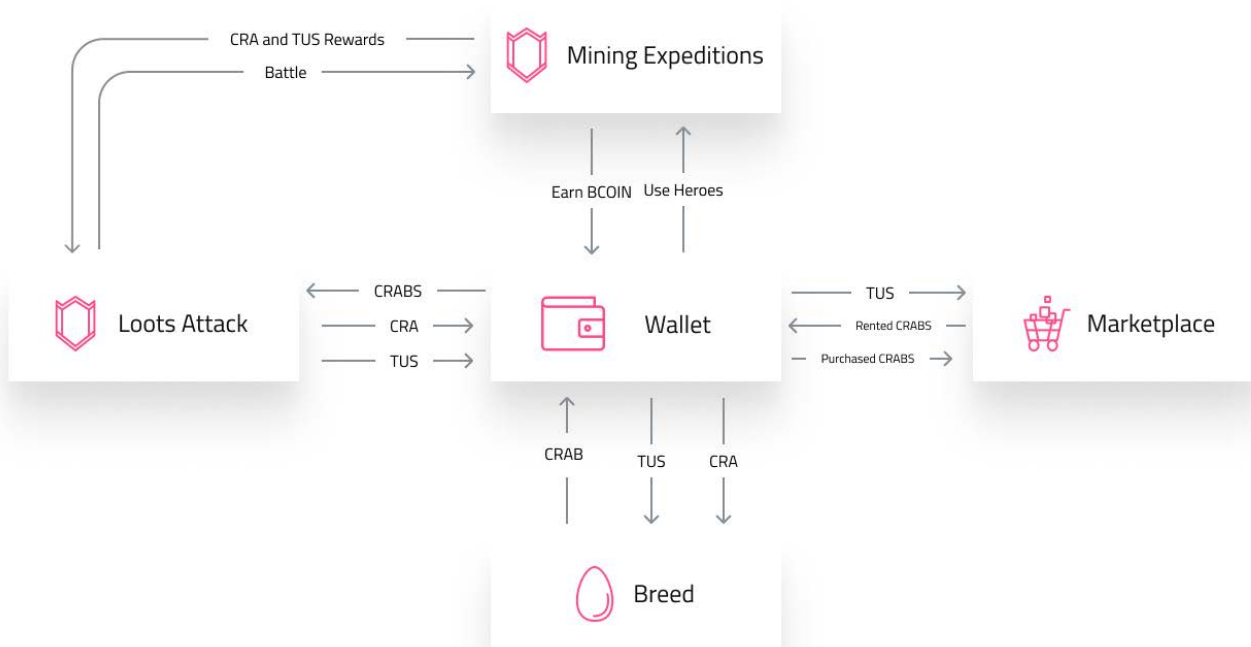 CRA and TUS Rewards
Battle
Mining Expeditions
Earn BCOIN
Use Heroes
Loots Attack
CRABS
CRA
TUS
Wallet
TUS
Rented CRABS
Purchased CRABS
Marketplace
CRAB
TUS
CRA
Breed